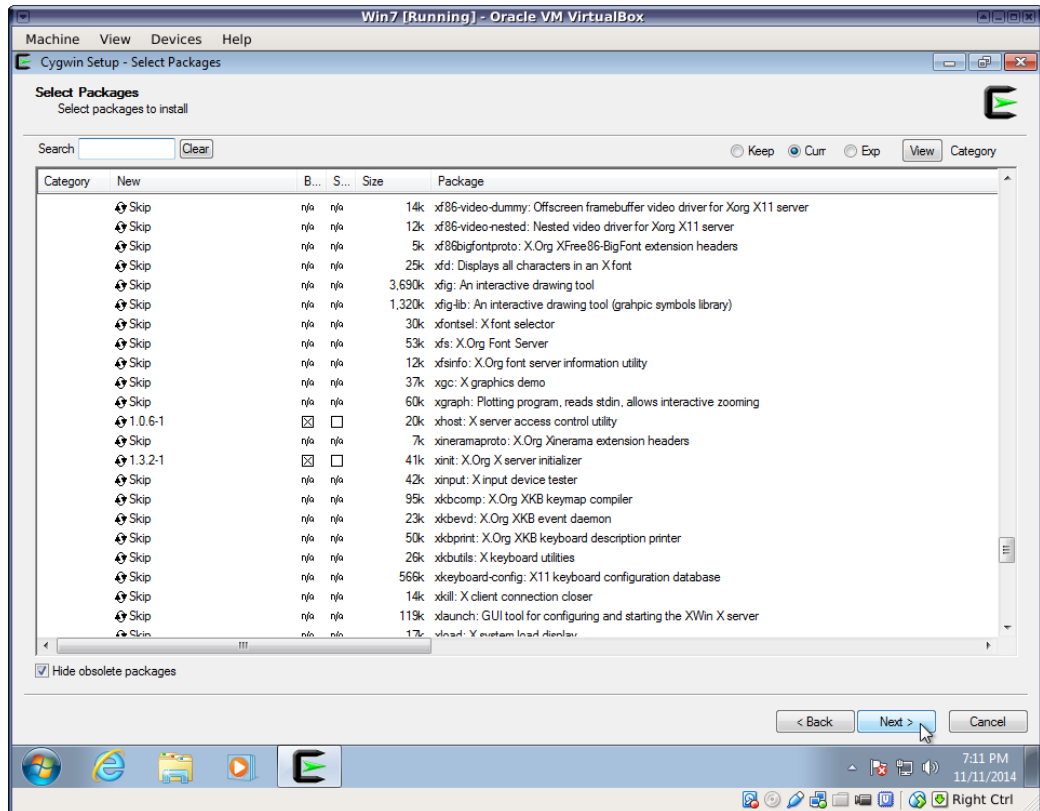 Win7 [Running] - Oracle VM VirtualBox
Machine View Devices Help
Cygwin Setup - Select Packages
Select Packages
Select packages to install
Search Clear Keep Curr Exp View Category
Category New B... S... Size Package
Skip n/a n/a 14k xf86-video-dummy: Offscreen framebuffer video driver for Xorg X11 server
Skip n/a n/a 12k xf86-video-nested: Nested video driver for Xorg X11 server
Skip n/a n/a 5k xf86bigfontproto: X.Org XFree86-BigFont extension headers
Skip n/a n/a 25k xfd: Displays all characters in an X font
Skip n/a n/a 3,690k xfig: An interactive drawing tool
Skip n/a n/a 1,320k xfig-lib: An interactive drawing tool (grahpic symbols library)
Skip n/a n/a 30k xfontsel: X font selector
Skip n/a n/a 53k xfs: X.Org Font Server
Skip n/a n/a 12k xfsinfo: X.Org font server information utility
Skip n/a n/a 37k xgc: X graphics demo
Skip n/a n/a 60k xgraph: Plotting program, reads stdin, allows interactive zooming
1.0.6-1 20k xhost: X server access control utility
Skip n/a n/a 7k xineramaproto: X.Org Xinerama extension headers
1.3.2-1 41k xinit: X.Org X server initializer
Skip n/a n/a 42k xinput: X input device tester
Skip n/a n/a 95k xkbcomp: X.Org XKB keymap compiler
Skip n/a n/a 23k xkbevd: X.Org XKB event daemon
Skip n/a n/a 50k xkbprint: X.Org XKB keyboard description printer
Skip n/a n/a 26k xkbutils: X keyboard utilities
Skip n/a n/a 566k xkeyboard-config: X11 keyboard configuration database
Skip n/a n/a 14k xkill: X client connection closer
Skip n/a n/a 119k xlaunch: GUI tool for configuring and starting the XWin X server
Skip n/a n/a 17k xload: X system load display
Hide obsolete packages
< Back Next > Cancel
7:11 PM
11/11/2014
Right Ctrl